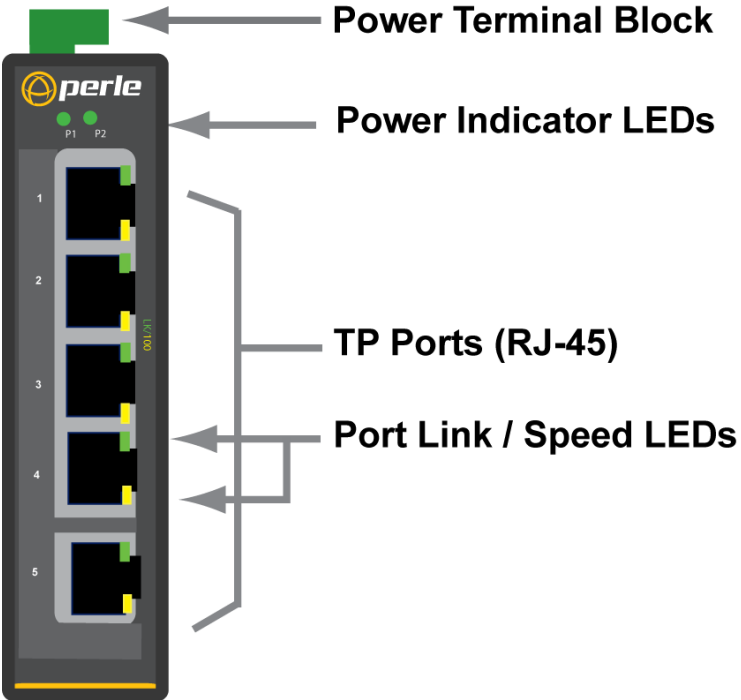 Power Terminal Block
perle
Power Indicator LEDs
P1 P2
1
2
LK/100
TP Ports (RJ-45)
3
Port Link / Speed LEDs
4
5